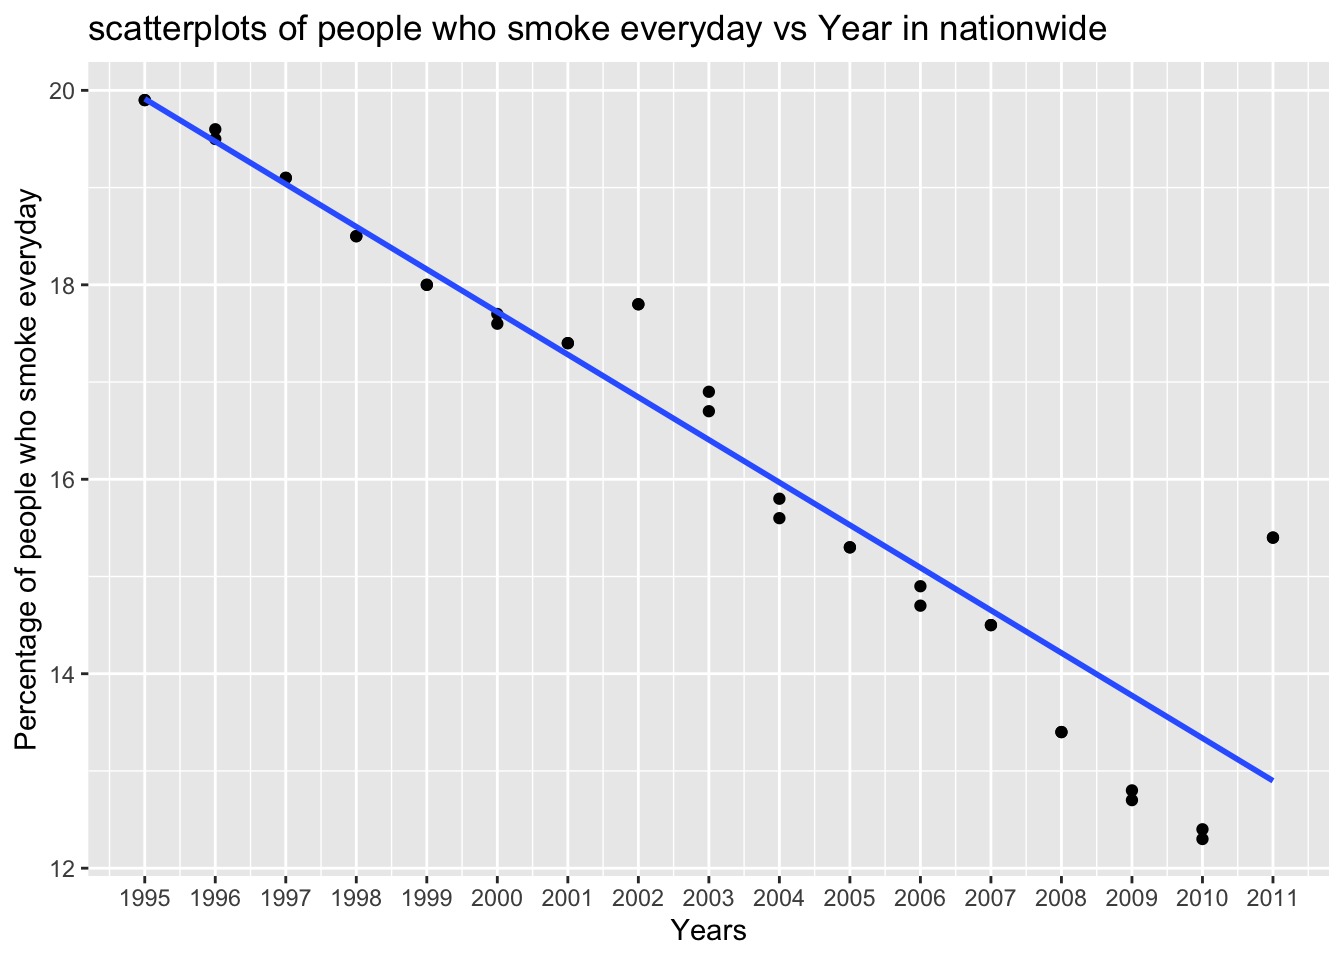 scatterplots of people who smoke everyday vs Year in nationwide
Percentage of people who smoke everyday
20
18
16
14
12
1995 1996 1997 1998 1999 2000 2001 2002 2003 2004 2005 2006 2007 2008 2009 2010 2011
Years